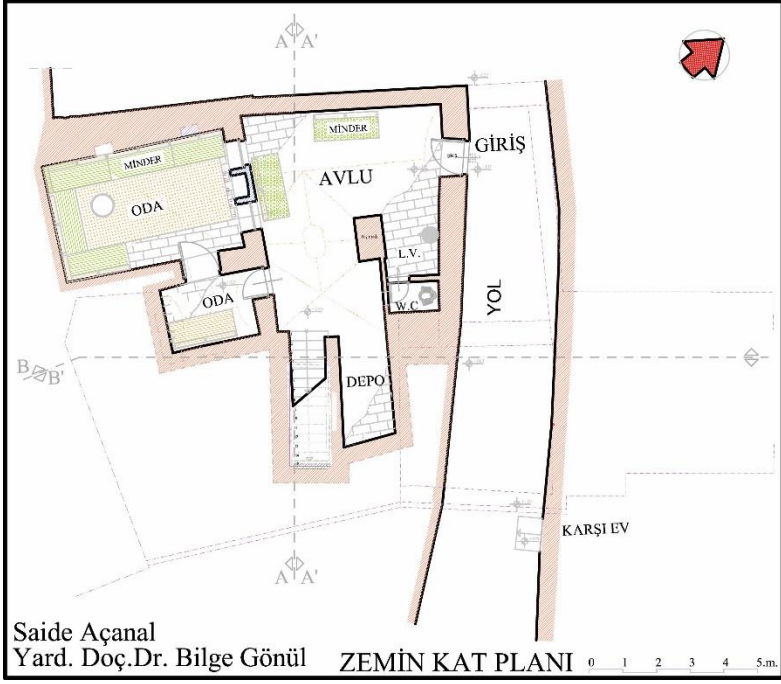 A A'
MİNDER
GİRİŞ
MİNDER
AVLU
ODA
L.V.
ODA
W.C
YOL
B B'
DEPO
KARŞI EV
A A'
Saide Açanal
Yard. Doç.Dr. Bilge Gönül
ZEMİN KAT PLANI
0 1 2 3 4 5.m.